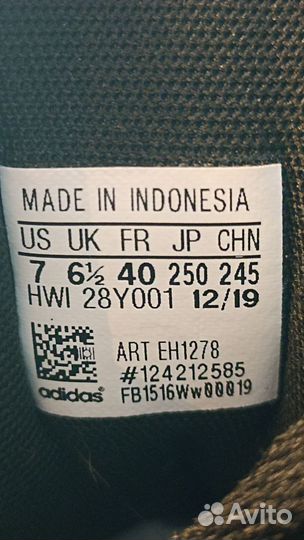 MADE IN INDONESIA
US UK FR JP CHN
7 6½ 40 250 245
HWI 28Y001 12/19
ART EH1278
#124212585
adidas® FB1516Ww00019
Avito